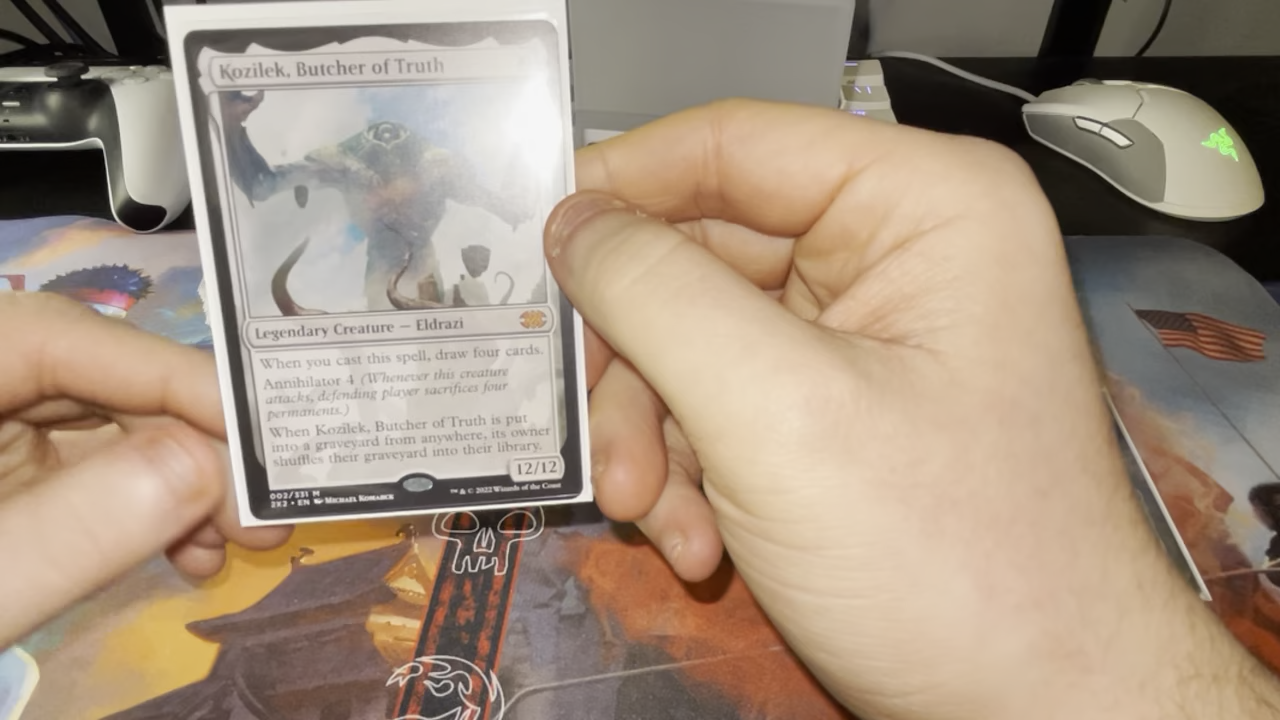 Kozilek, Butcher of Truth
Legendary Creature — Eldrazi
When you cast this spell, draw four cards.
Annihilator 4 (Whenever this creature
attacks, defending player sacrifices four
permanents.)
When Kozilek, Butcher of Truth is put
into a graveyard from anywhere, its owner
shuffles their graveyard into their library.
12/12
002/331 M
2X2 • EN Michael Komarck
™ & © 2022 Wizards of the Coast